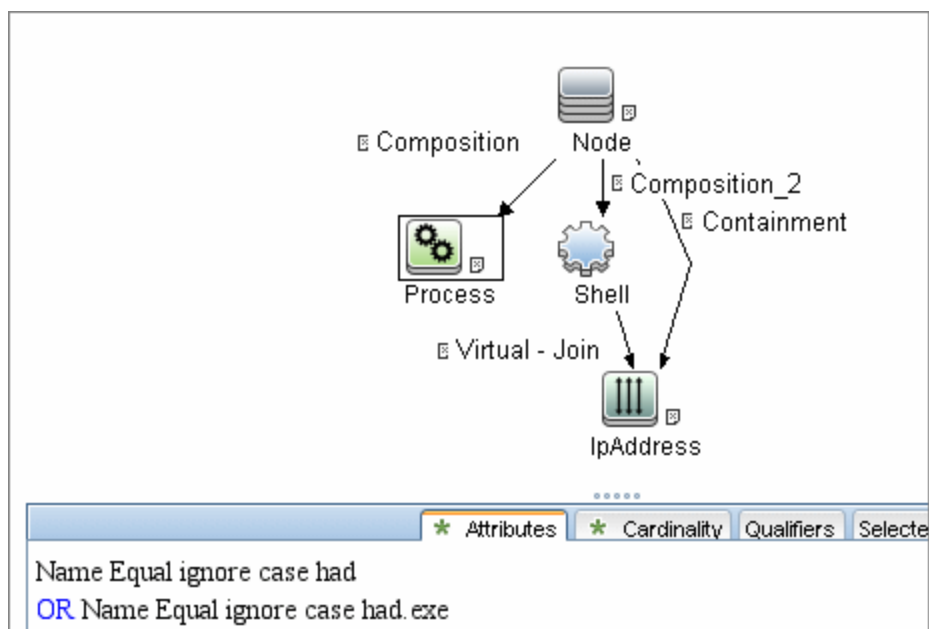 Composition
Node
Composition_2
Containment
Process
Shell
Virtual - Join
IpAddress
Attributes Cardinality Qualifiers Selecte
Name Equal ignore case had
OR Name Equal ignore case had.exe